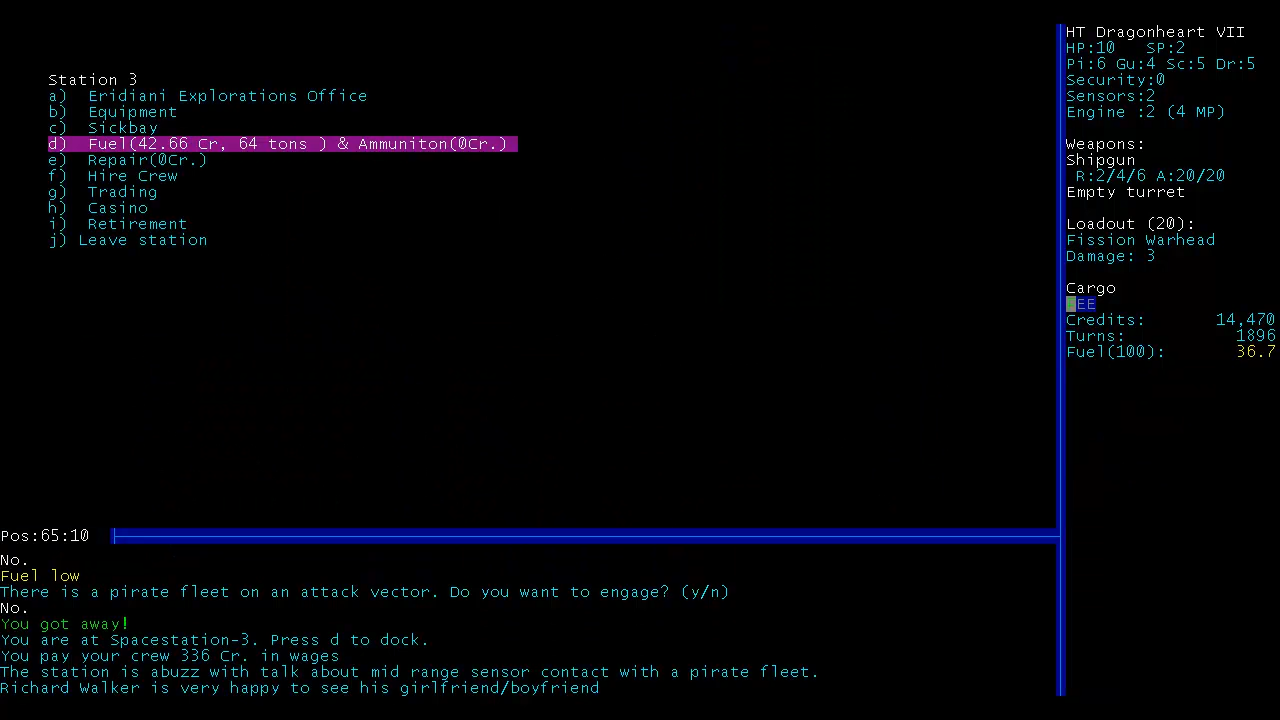 Station 3
a)  Eridiani Explorations Office
b)  Equipment
c)  Sickbay
d)  Fuel(42.66 Cr, 64 tons ) & Ammuniton(0Cr.)
e)  Repair(0Cr.)
f)  Hire Crew
g)  Trading
h)  Casino
i)  Retirement
j) Leave station
HT Dragonheart VII
HP:10   SP:2
Pi:6 Gu:4 Sc:5 Dr:5
Security:0
Sensors:2
Engine :2 (4 MP)
Weapons:
Shipgun
R:2/4/6 A:20/20
Empty turret
Loadout (20):
Fission Warhead
Damage: 3
Cargo
EE
Credits: 14,470
Turns: 1896
Fuel(100): 36.7
Pos:65:10
No.
Fuel low
There is a pirate fleet on an attack vector. Do you want to engage? (y/n)
No.
You got away!
You are at Spacestation-3. Press d to dock.
You pay your crew 336 Cr. in wages
The station is abuzz with talk about mid range sensor contact with a pirate fleet.
Richard Walker is very happy to see his girlfriend/boyfriend